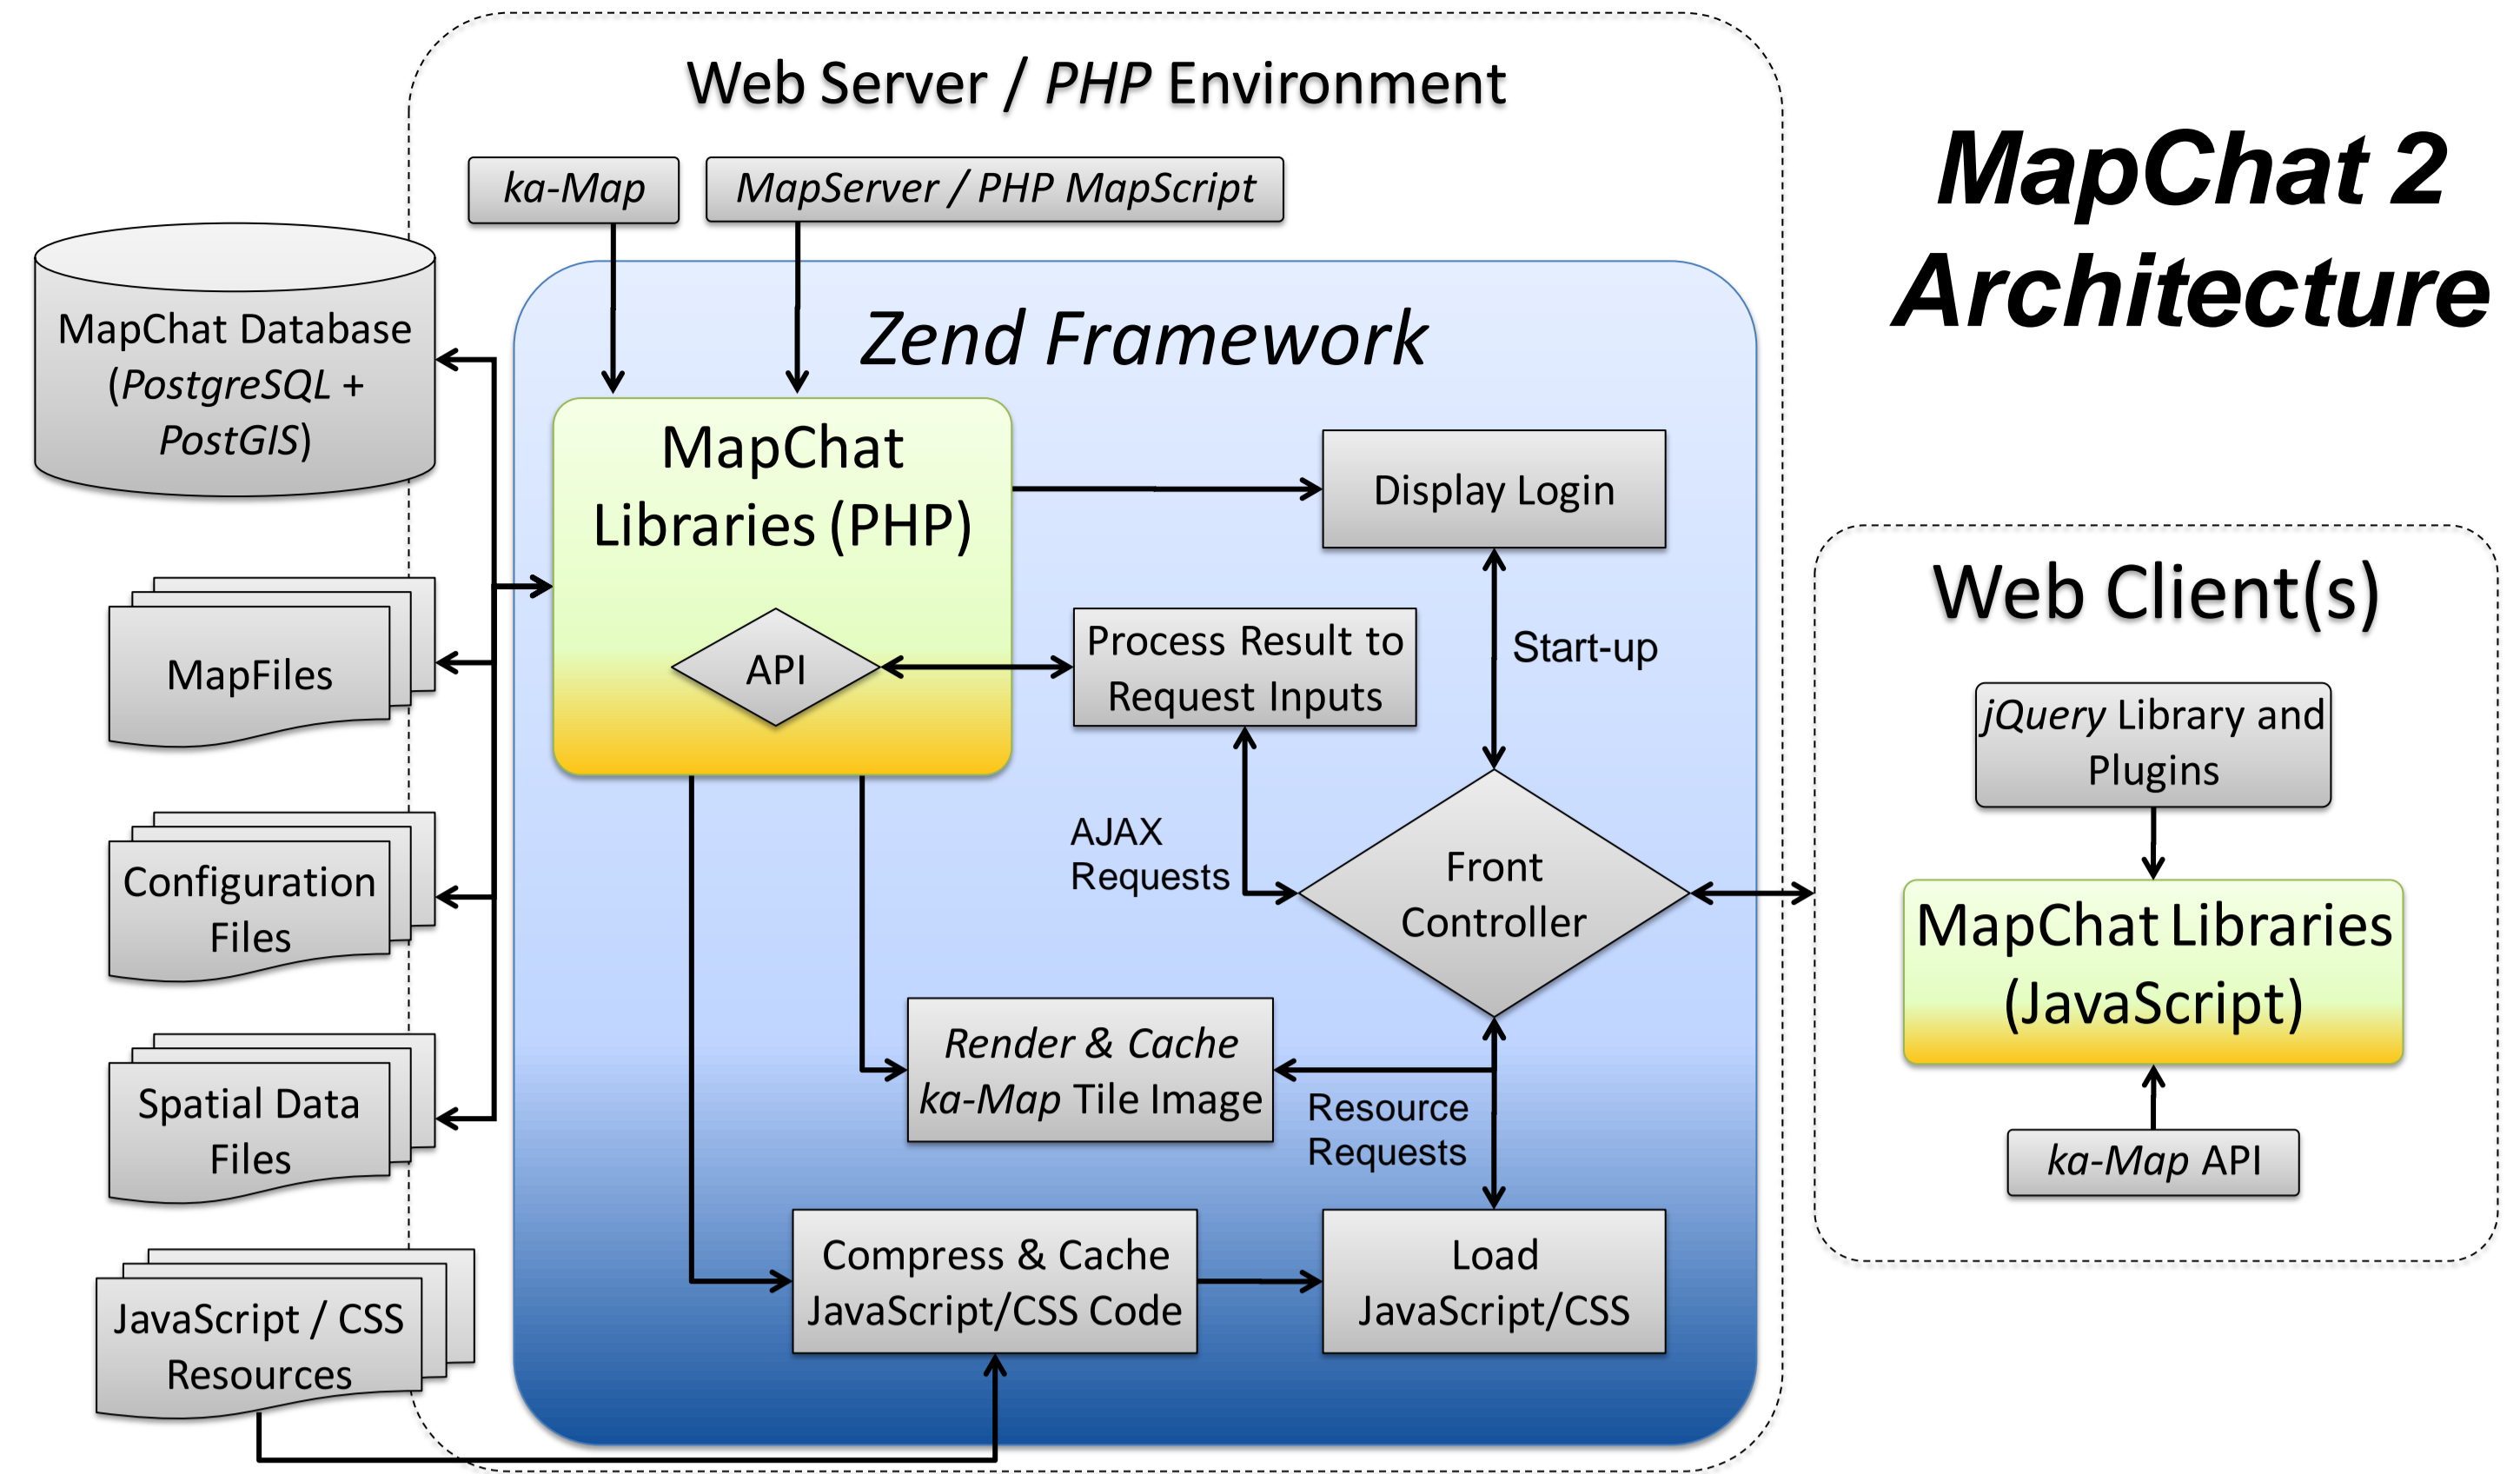 Web Server / PHP Environment
MapChat 2
Architecture
ka-Map
MapServer / PHP MapScript
MapChat Database
(PostgreSQL +
PostGIS)
Zend Framework
MapChat
Libraries (PHP)
API
Display Login
Process Result to
Request Inputs
Start-up
AJAX
Requests
Front
Controller
MapFiles
Configuration
Files
Spatial Data
Files
JavaScript / CSS
Resources
Render & Cache
ka-Map Tile Image
Resource
Requests
Compress & Cache
JavaScript/CSS Code
Load
JavaScript/CSS
Web Client(s)
jQuery Library and
Plugins
MapChat Libraries
(JavaScript)
ka-Map API